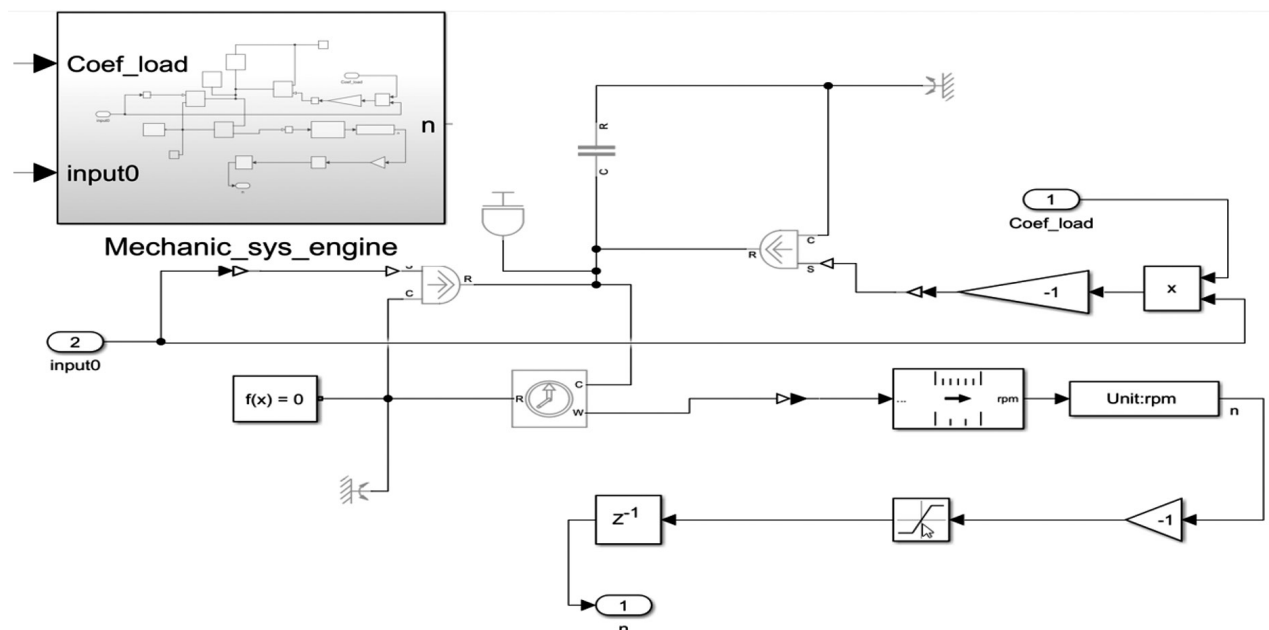 Coef_load
n
input0
Mechanic_sys_engine
R
C
1
Coef_load
C
R
S
R
C
-1
x
2
input0
f(x) = 0
R
C
W
...
rpm
Unit:rpm
n
z-1
-1
1